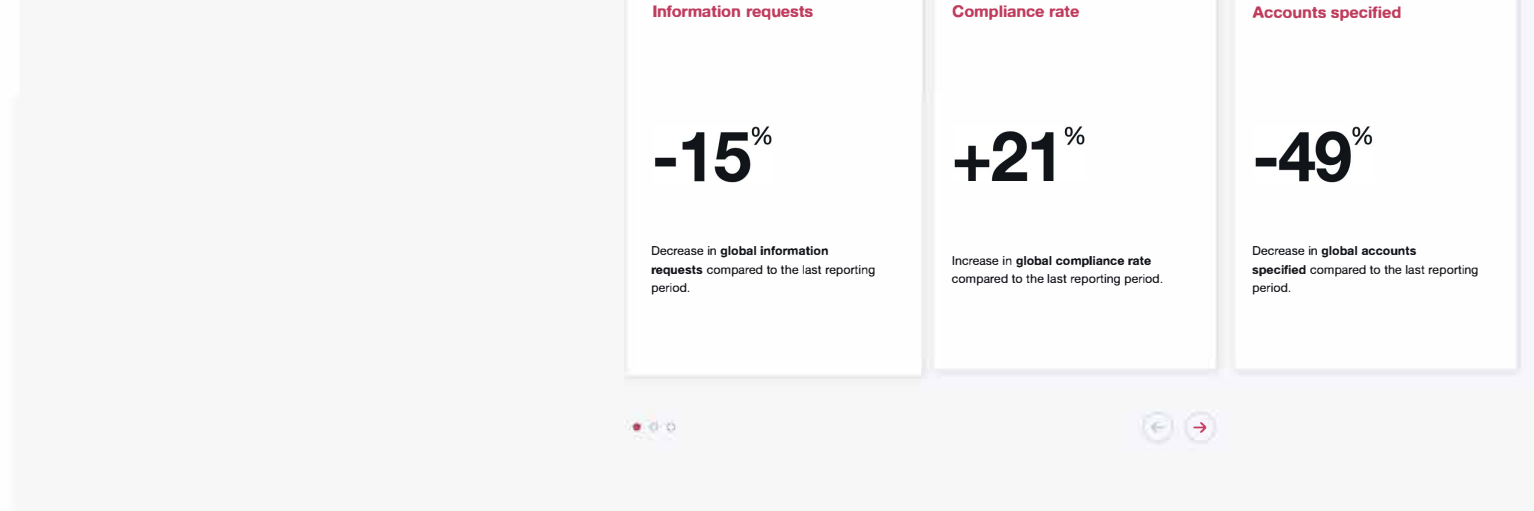 Information requests
-15%
Decrease in global information
requests compared to the last reporting
period.
Compliance rate
+21%
Increase in global compliance rate
compared to the last reporting period.
Accounts specified
-49%
Decrease in global accounts
specified compared to the last reporting
period.